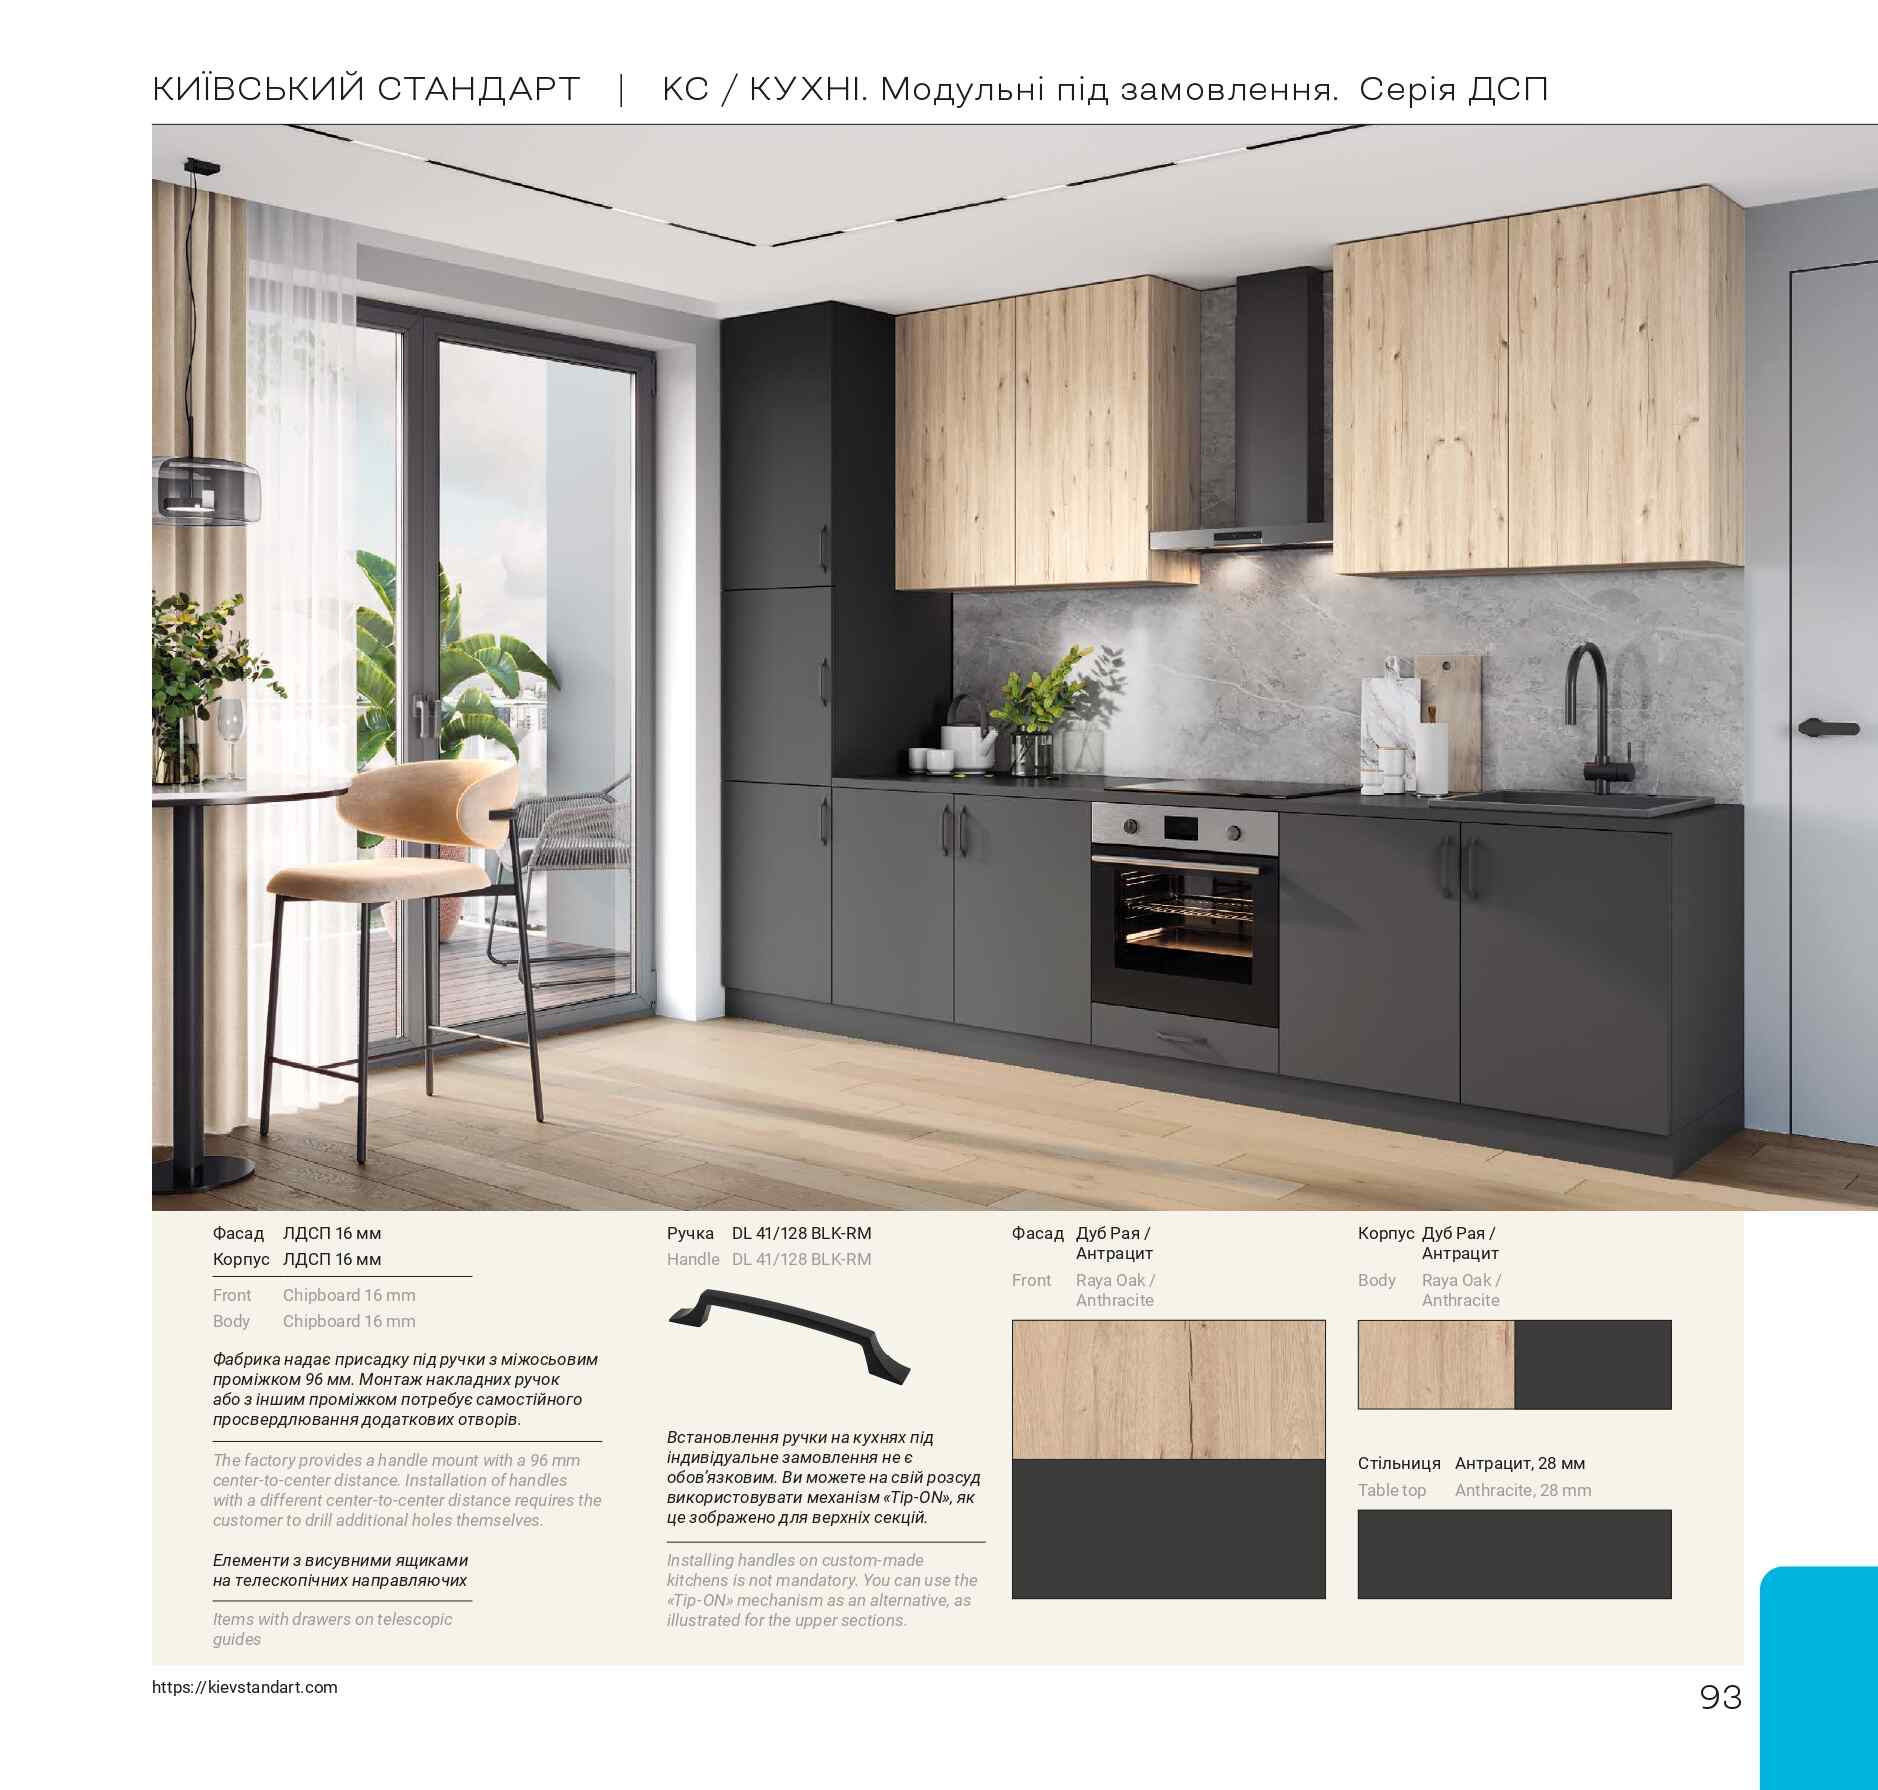 КИЇВСЬКИЙ СТАНДАРТ | КС / КУХНІ. Модульні під замовлення. Серія ДСП
Фасад ЛДСП 16 мм
Корпус ЛДСП 16 мм
Front Chipboard 16 mm
Body Chipboard 16 mm
Фабрика надає присадку під ручки з міжосьовим
проміжком 96 мм. Монтаж накладних ручок
або з іншим проміжком потребує самостійного
просвердлювання додаткових отворів.
The factory provides a handle mount with a 96 mm
center-to-center distance. Installation of handles
with a different center-to-center distance requires the
customer to drill additional holes themselves.
Елементи з висувними ящиками
на телескопічних направляючих
Items with drawers on telescopic
guides
Ручка DL 41/128 BLK-RM
Handle DL 41/128 BLK-RM
Встановлення ручки на кухнях під
індивідуальне замовлення не є
обов’язковим. Ви можете на свій розсуд
використовувати механізм «Tip-ON», як
це зображено для верхніх секцій.
Installing handles on custom-made
kitchens is not mandatory. You can use the
«Tip-ON» mechanism as an alternative, as
illustrated for the upper sections.
Фасад Дуб Рая /
Антрацит
Front Raya Oak /
Anthracite
Корпус Дуб Рая /
Антрацит
Body Raya Oak /
Anthracite
Стільниця Антрацит, 28 мм
Table top Anthracite, 28 mm
https://kievstandart.com
93